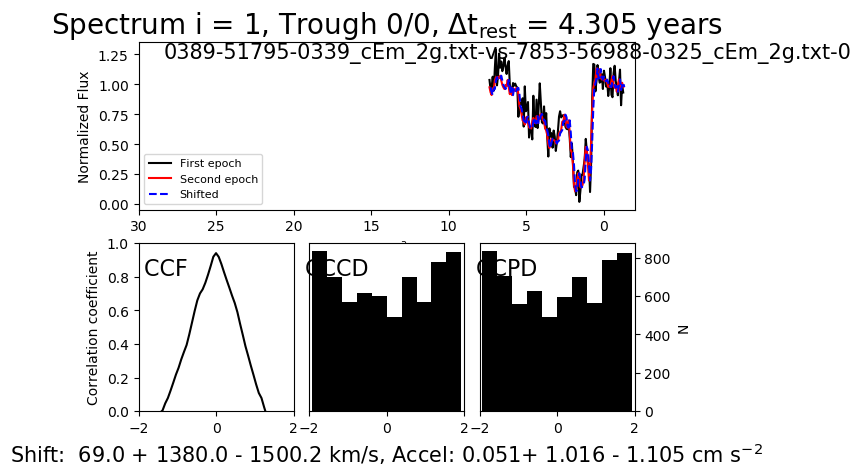 Spectrum i = 1, Trough 0/0, Δt_rest = 4.305 years
0389-51795-0339_cEm_2g.txt-vs-7853-56988-0325_cEm_2g.txt-0
Normalized Flux
1.25
1.00
0.75
0.50
0.25
0.00
First epoch
Second epoch
Shifted
30 25 20 15 10 5 0
Correlation coefficient
1.0
0.8
0.6
0.4
0.2
0.0
CCF
CCCD
CCPD
800
600
400
200
0
N
−2 0 2
−2 0 2
−2 0 2
Shift:  69.0 + 1380.0 - 1500.2 km/s, Accel: 0.051+ 1.016 - 1.105 cm s⁻²